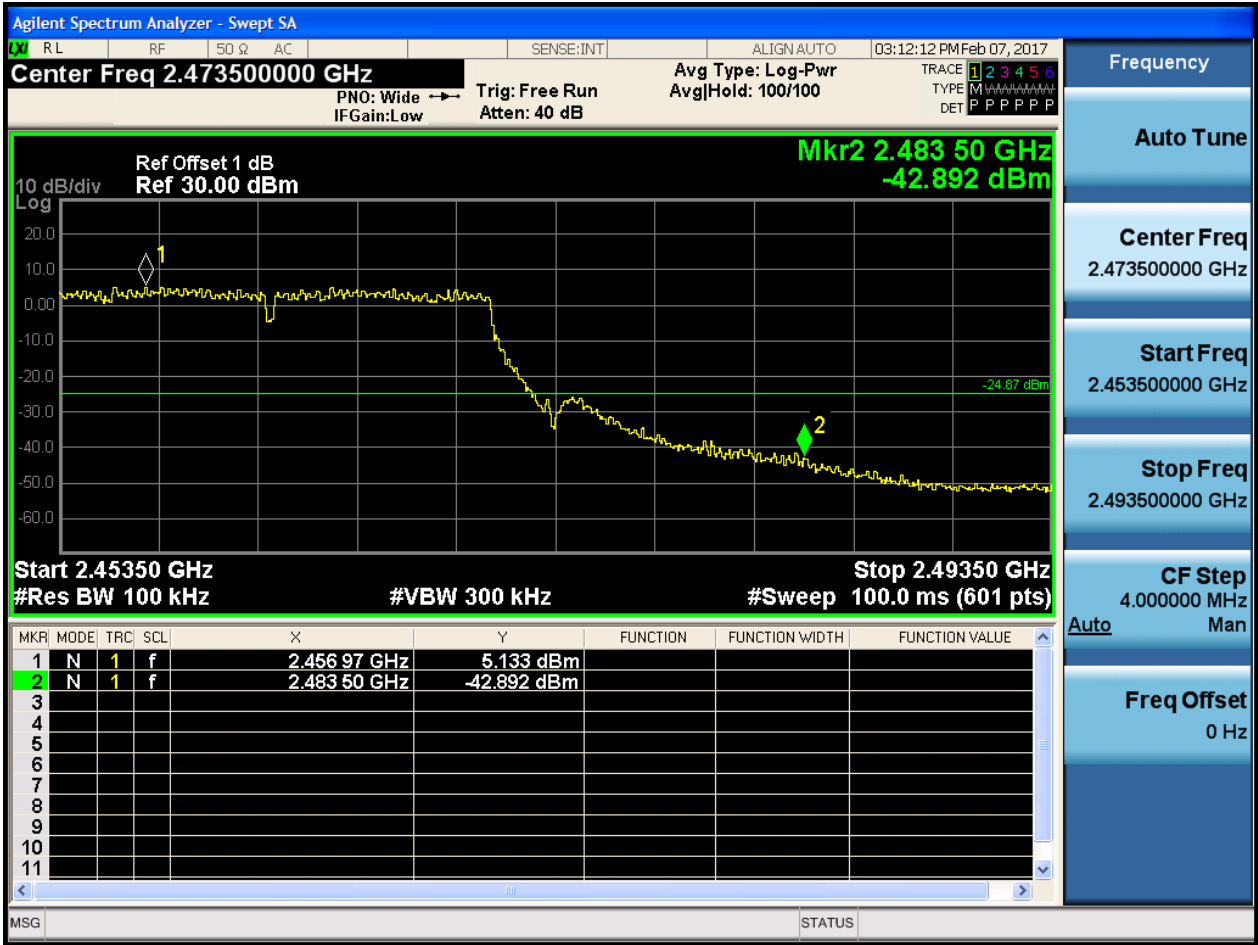 Agilent Spectrum Analyzer - Swept SA
LXI RL RF 50 Ω AC SENSE:INT ALIGN AUTO 03:12:12 PM Feb 07, 2017
Center Freq 2.473500000 GHz
PNO: Wide
IFGain:Low
Trig: Free Run
Atten: 40 dB
Avg Type: Log-Pwr
Avg|Hold: 100/100
TRACE 1 2 3 4 5 6
TYPE M WWWWW
DET P P P P P P
Mkr2 2.483 50 GHz
-42.892 dBm
Ref Offset 1 dB
10 dB/div Ref 30.00 dBm
Log
20.0
10.0
0.00
-10.0
-20.0
-30.0
-40.0
-50.0
-60.0
1
-24.87 dBm
2
Start 2.45350 GHz Stop 2.49350 GHz
#Res BW 100 kHz #VBW 300 kHz #Sweep 100.0 ms (601 pts)
MKR MODE TRC SCL X Y FUNCTION FUNCTION WIDTH FUNCTION VALUE
1 N 1 f 2.456 97 GHz 5.133 dBm
2 N 1 f 2.483 50 GHz -42.892 dBm
3
4
5
6
7
8
9
10
11
MSG STATUS
Frequency
Auto Tune
Center Freq
2.473500000 GHz
Start Freq
2.453500000 GHz
Stop Freq
2.493500000 GHz
CF Step
4.000000 MHz
Auto Man
Freq Offset
0 Hz